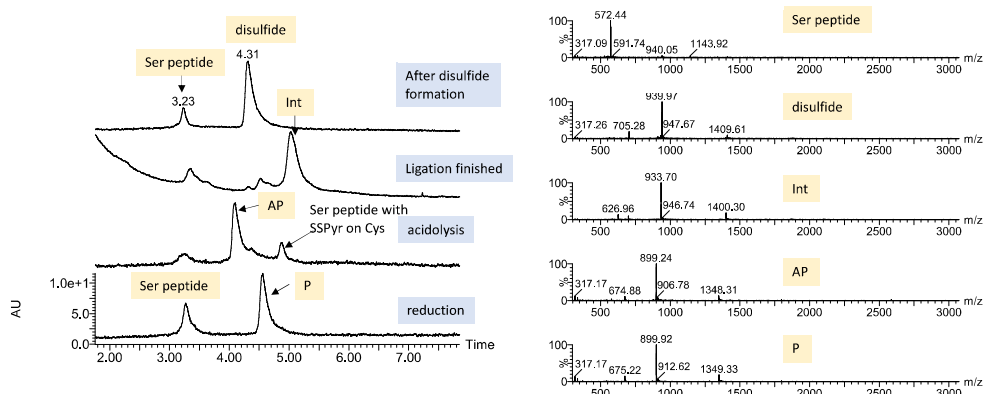 disulfide
4.31
Ser peptide
3.23
After disulfide
formation
Int
Ligation finished
AP
Ser peptide with
SSPyr on Cys
acidolysis
AU
1.0e+1
5.0
0.0
Ser peptide
P
reduction
2.00 3.00 4.00 5.00 6.00 7.00 Time
100
%
0
572.44
317.09 591.74 940.05 1143.92
Ser peptide
500 1000 1500 2000 2500 3000 m/z
100
%
0
939.97
317.26 705.28 947.67 1409.61
disulfide
500 1000 1500 2000 2500 3000 m/z
100
%
0
933.70
626.96 946.74 1400.30
Int
500 1000 1500 2000 2500 3000 m/z
100
%
0
899.24
317.17 674.88 906.78 1348.31
AP
500 1000 1500 2000 2500 3000 m/z
100
%
0
899.92
317.17 675.22 912.62 1349.33
P
500 1000 1500 2000 2500 3000 m/z